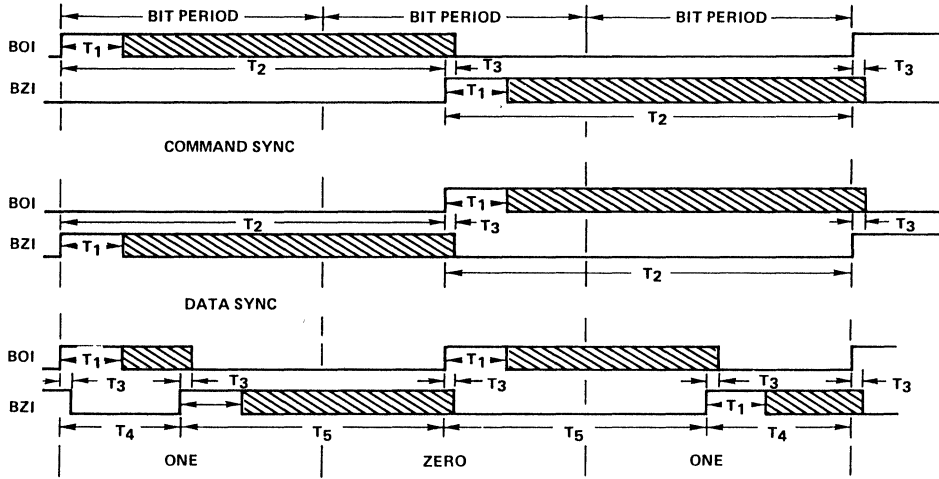 BIT PERIOD BIT PERIOD BIT PERIOD
BOI T1
T2 T3 T3
BZI T1
T2
COMMAND SYNC
BOI T1
T2 T3 T3
BZI T1
T2
DATA SYNC
BOI T1 T1
T3 T3 T3 T3 T3
BZI T1
T4 T5 T5 T4
ONE ZERO ONE